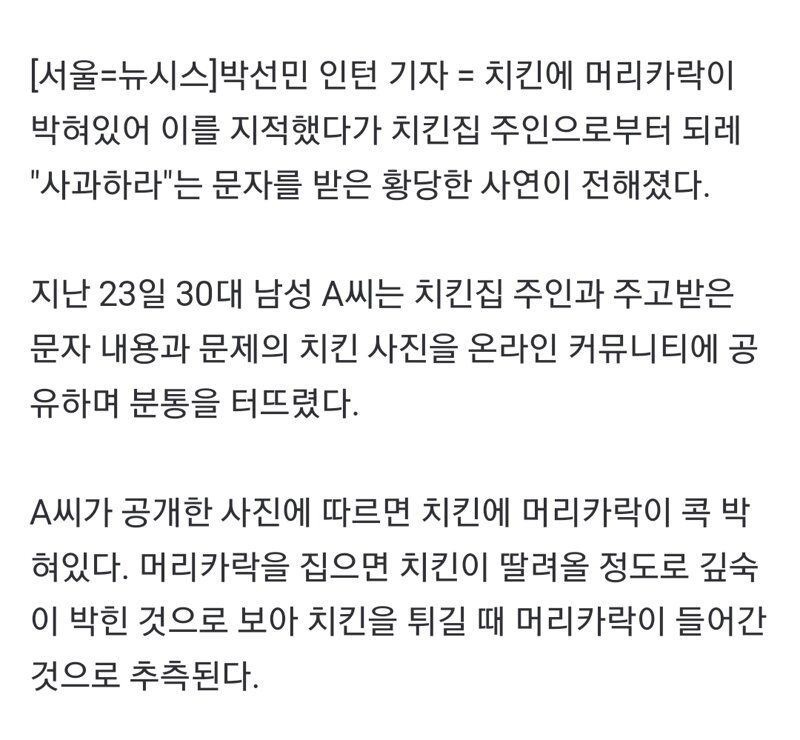 [서울=뉴시스]박선민 인턴 기자 = 치킨에 머리카락이
박혀있어 이를 지적했다가 치킨집 주인으로부터 되레
"사과하라"는 문자를 받은 황당한 사연이 전해졌다.
지난 23일 30대 남성 A씨는 치킨집 주인과 주고받은
문자 내용과 문제의 치킨 사진을 온라인 커뮤니티에 공
유하며 분통을 터뜨렸다.
A씨가 공개한 사진에 따르면 치킨에 머리카락이 콕 박
혀있다. 머리카락을 집으면 치킨이 딸려올 정도로 깊숙
이 박힌 것으로 보아 치킨을 튀길 때 머리카락이 들어간
것으로 추측된다.